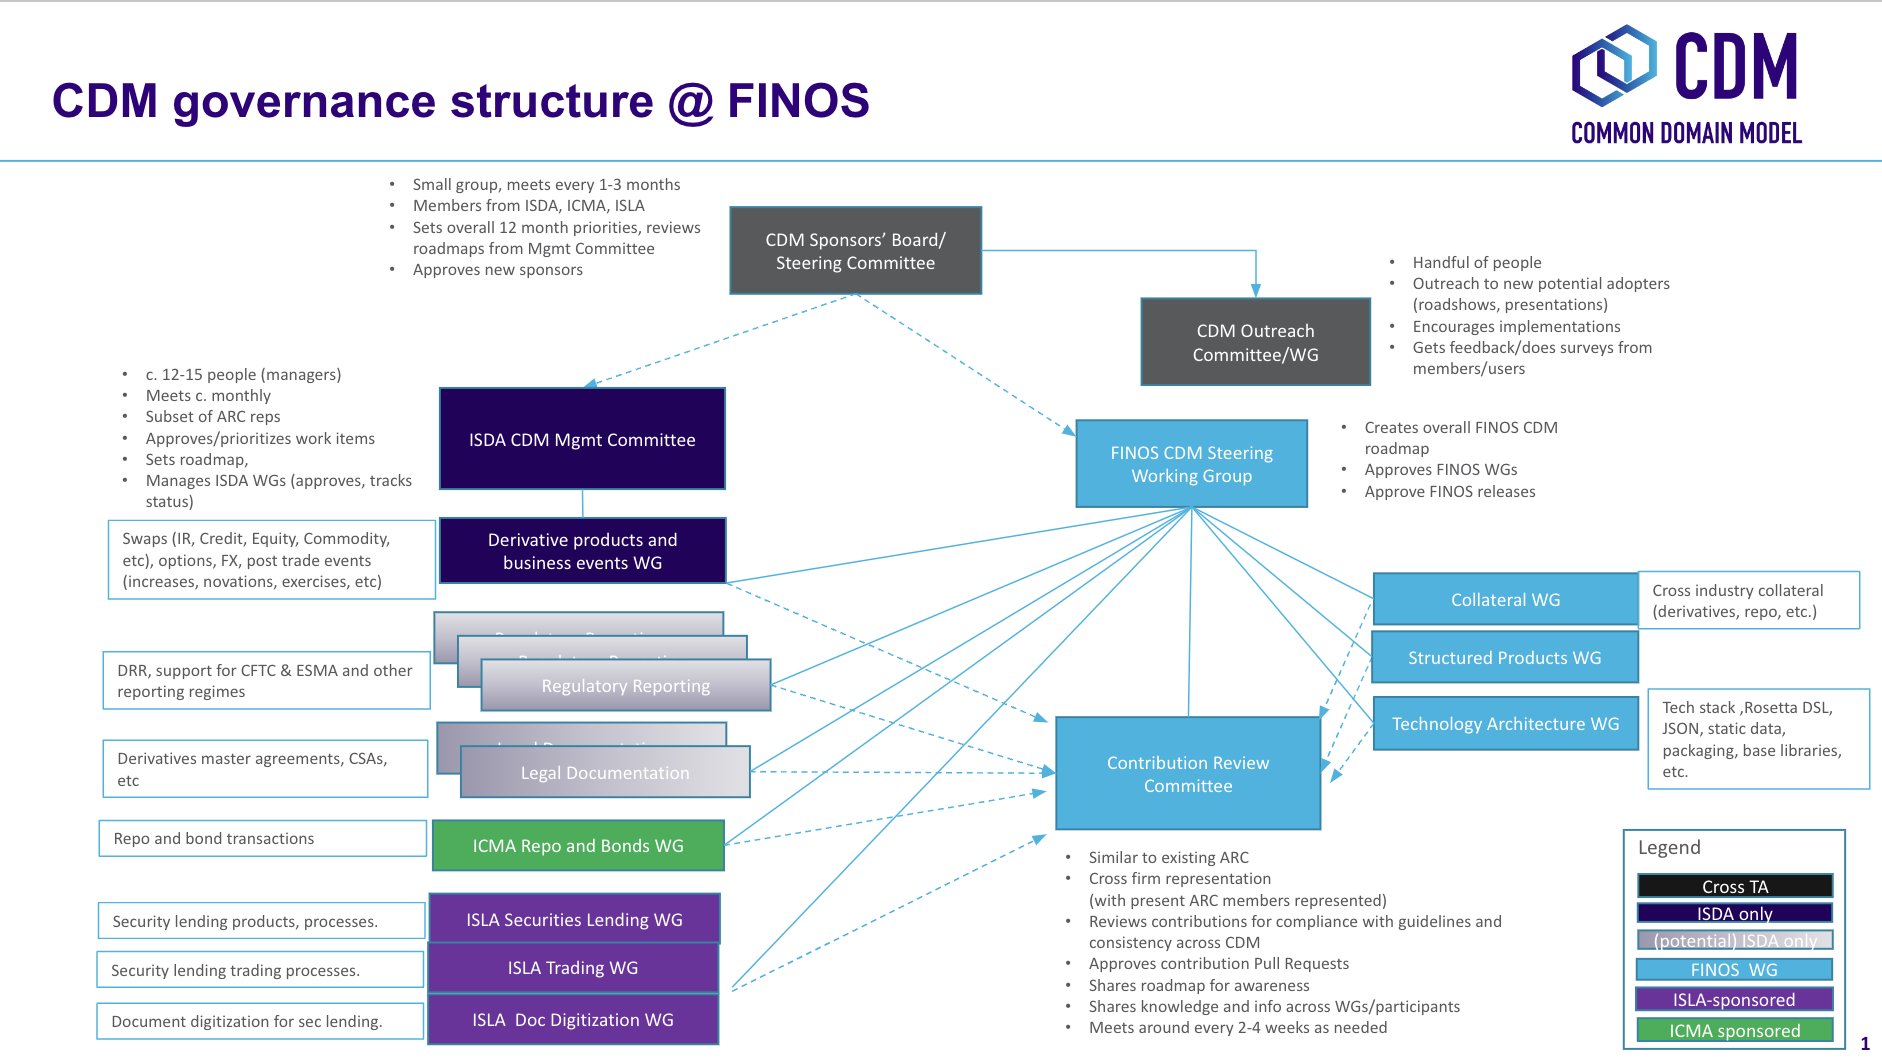 CDM governance structure @ FINOS
CDM
COMMON DOMAIN MODEL
• Small group, meets every 1-3 months
• Members from ISDA, ICMA, ISLA
• Sets overall 12 month priorities, reviews
roadmaps from Mgmt Committee
• Approves new sponsors
CDM Sponsors’ Board/
Steering Committee
• Handful of people
• Outreach to new potential adopters
(roadshows, presentations)
• Encourages implementations
• Gets feedback/does surveys from
members/users
CDM Outreach
Committee/WG
• c. 12-15 people (managers)
• Meets c. monthly
• Subset of ARC reps
• Approves/prioritizes work items
• Sets roadmap,
• Manages ISDA WGs (approves, tracks
status)
ISDA CDM Mgmt Committee
FINOS CDM Steering
Working Group
• Creates overall FINOS CDM
roadmap
• Approves FINOS WGs
• Approve FINOS releases
Swaps (IR, Credit, Equity, Commodity,
etc), options, FX, post trade events
(increases, novations, exercises, etc)
Derivative products and
business events WG
Collateral WG
Cross industry collateral
(derivatives, repo, etc.)
Structured Products WG
DRR, support for CFTC & ESMA and other
reporting regimes
Regulatory Reporting
Technology Architecture WG
Tech stack ,Rosetta DSL,
JSON, static data,
packaging, base libraries,
etc.
Derivatives master agreements, CSAs,
etc
Legal Documentation
Contribution Review
Committee
Repo and bond transactions
ICMA Repo and Bonds WG
Security lending products, processes.
ISLA Securities Lending WG
Security lending trading processes.
ISLA Trading WG
Document digitization for sec lending.
ISLA  Doc Digitization WG
• Similar to existing ARC
• Cross firm representation
(with present ARC members represented)
• Reviews contributions for compliance with guidelines and
consistency across CDM
• Approves contribution Pull Requests
• Shares roadmap for awareness
• Shares knowledge and info across WGs/participants
• Meets around every 2-4 weeks as needed
Legend
Cross TA
ISDA only
(potential) ISDA only
FINOS  WG
ISLA-sponsored
ICMA sponsored
1